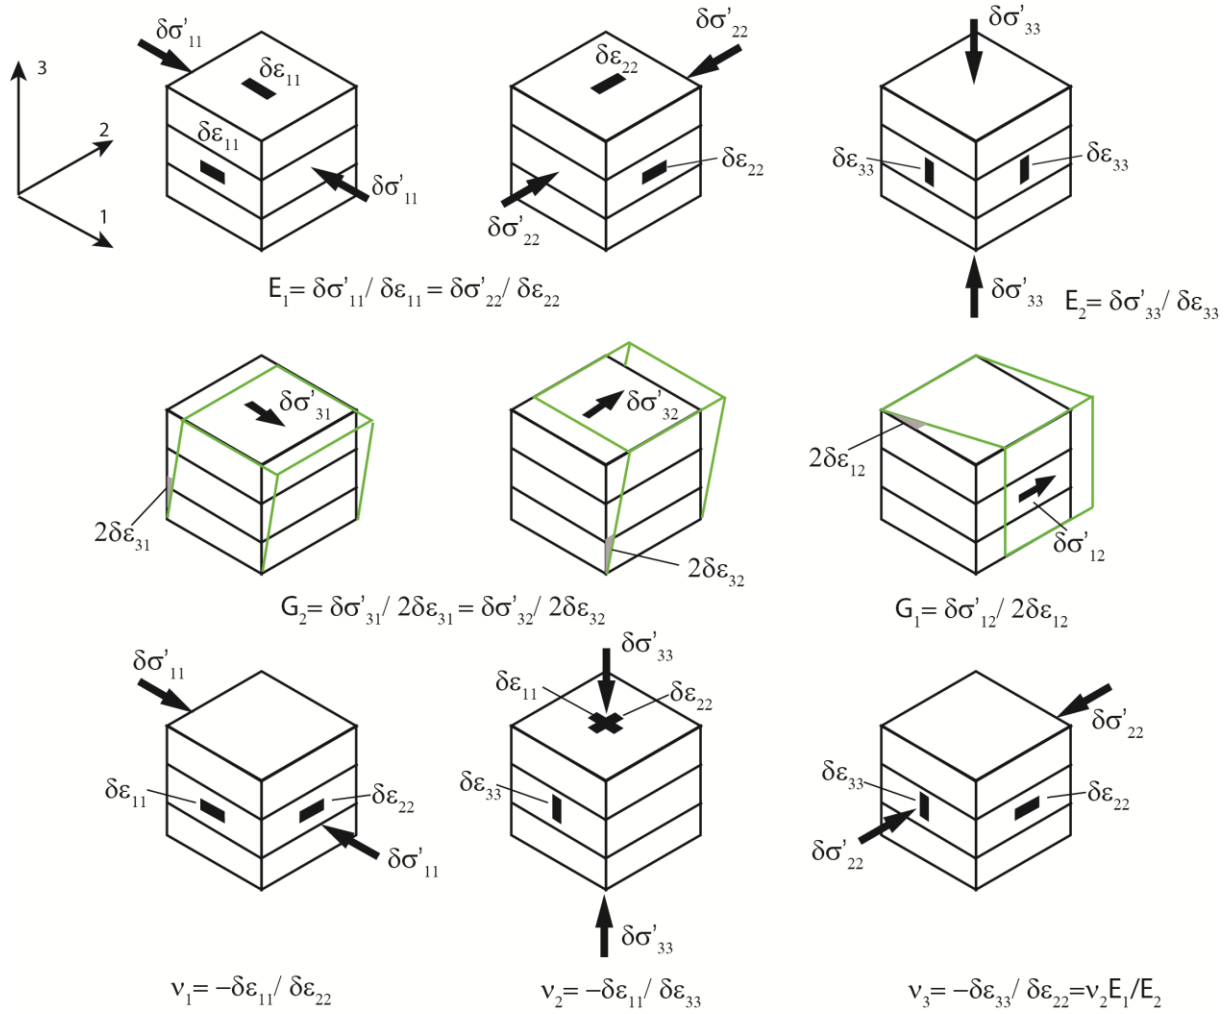 δσ'₁₁
δε₁₁
δε₁₁
δσ'₁₁
3
2
1
δσ'₂₂
δε₂₂
δε₂₂
δσ'₂₂
δσ'₃₃
δε₃₃
δε₃₃
δσ'₃₃
E₁= δσ'₁₁/ δε₁₁ = δσ'₂₂/ δε₂₂
E₂= δσ'₃₃/ δε₃₃
δσ'₃₁
2δε₃₁
δσ'₃₂
2δε₃₂
2δε₁₂
δσ'₁₂
G₂= δσ'₃₁/ 2δε₃₁ = δσ'₃₂/ 2δε₃₂
G₁= δσ'₁₂/ 2δε₁₂
δσ'₁₁
δε₁₁
δε₂₂
δσ'₁₁
δσ'₃₃
δε₁₁
δε₂₂
δε₃₃
δσ'₃₃
δσ'₂₂
δε₃₃
δε₂₂
δσ'₂₂
ν₁= −δε₁₁/ δε₂₂
ν₂= −δε₁₁/ δε₃₃
ν₃= −δε₃₃/ δε₂₂=ν₂E₁/E₂